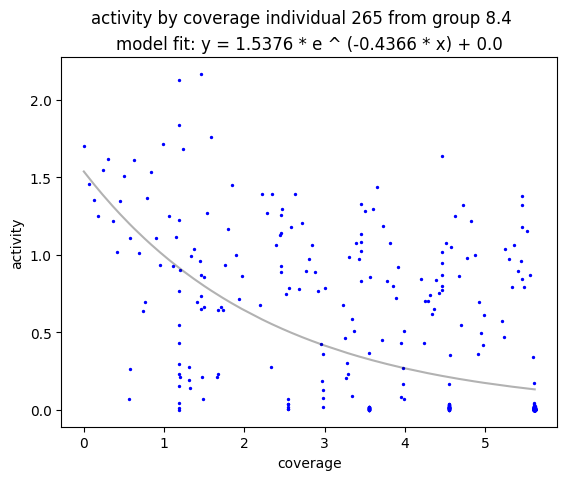 activity by coverage individual 265 from group 8.4
model fit: y = 1.5376 * e ^ (-0.4366 * x) + 0.0
2.0
1.5
1.0
0.5
0.0
activity
0 1 2 3 4 5
coverage